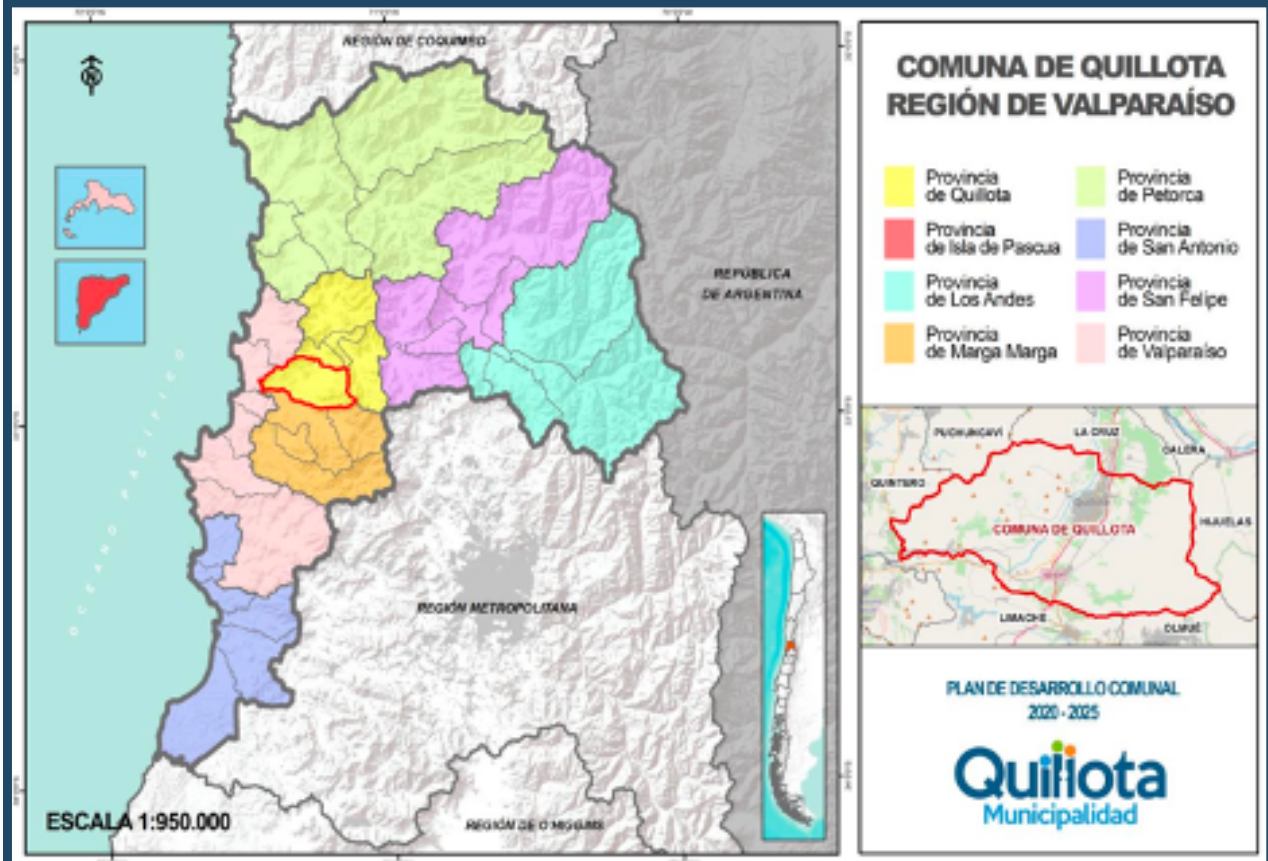 REGIÓN DE COQUIMBO
N
REPÚBLICA
DE ARGENTINA
OCEANO PACIFICO
REGIÓN METROPOLITANA
REGIÓN DE O'HIGGINS
ESCALA 1:950.000
COMUNA DE QUILLOTA
REGIÓN DE VALPARAÍSO
Provincia
de Quillota
Provincia
de Petorca
Provincia
de Isla de Pascua
Provincia
de San Antonio
Provincia
de Los Andes
Provincia
de San Felipe
Provincia
de Marga Marga
Provincia
de Valparaíso
PUCHUNCAVÍ
LA CRUZ
CALERA
QUINTERO
HIJUELAS
COMUNA DE QUILLOTA
LIMACHE
OLMUÉ
PLAN DE DESARROLLO COMUNAL
2020 - 2025
Quillota
Municipalidad